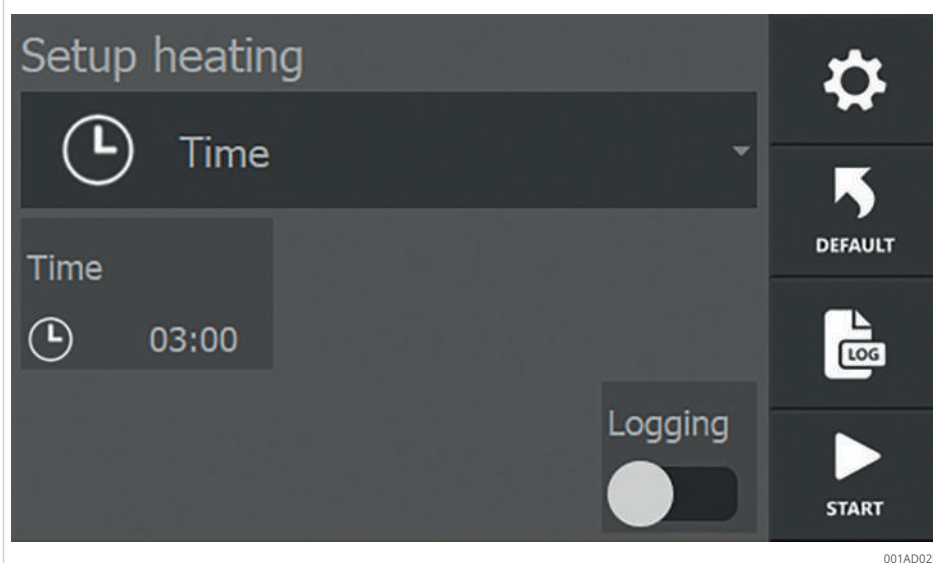 Setup heating
Time
DEFAULT
Time
03:00
LOG
Logging
START
001AD02